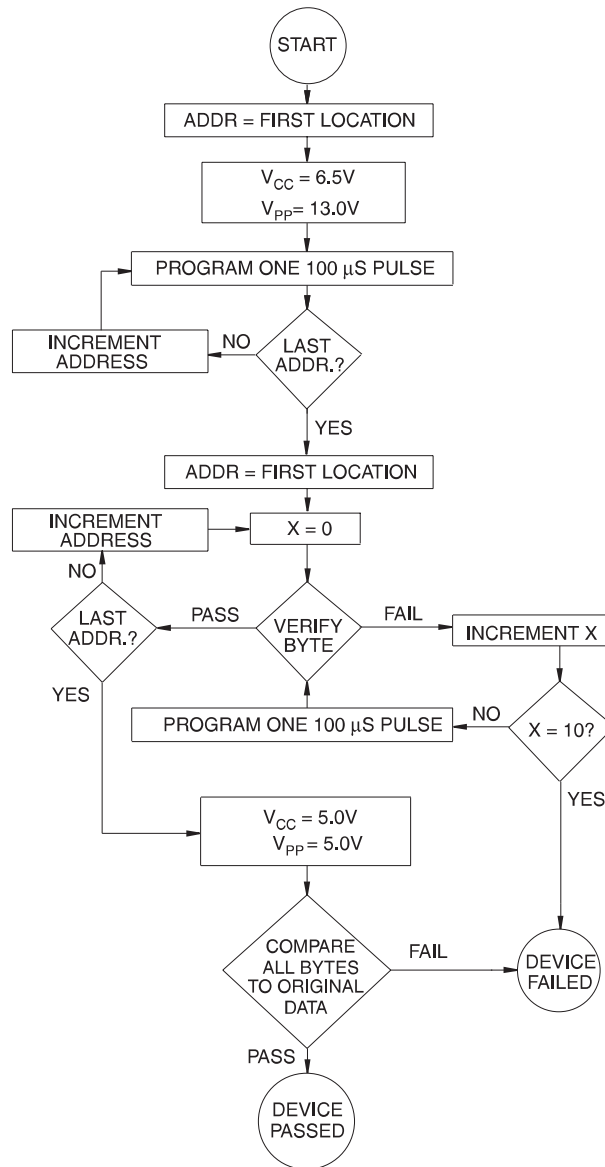 START
ADDR = FIRST LOCATION
VCC = 6.5V
VPP= 13.0V
PROGRAM ONE 100 µS PULSE
INCREMENT
ADDRESS
NO
LAST
ADDR.?
YES
ADDR = FIRST LOCATION
INCREMENT
ADDRESS
X = 0
NO
LAST
ADDR.?
PASS
VERIFY
BYTE
FAIL
INCREMENT X
YES
PROGRAM ONE 100 µS PULSE
NO
X = 10?
YES
VCC = 5.0V
VPP = 5.0V
COMPARE
ALL BYTES
TO ORIGINAL
DATA
FAIL
DEVICE
FAILED
PASS
DEVICE
PASSED